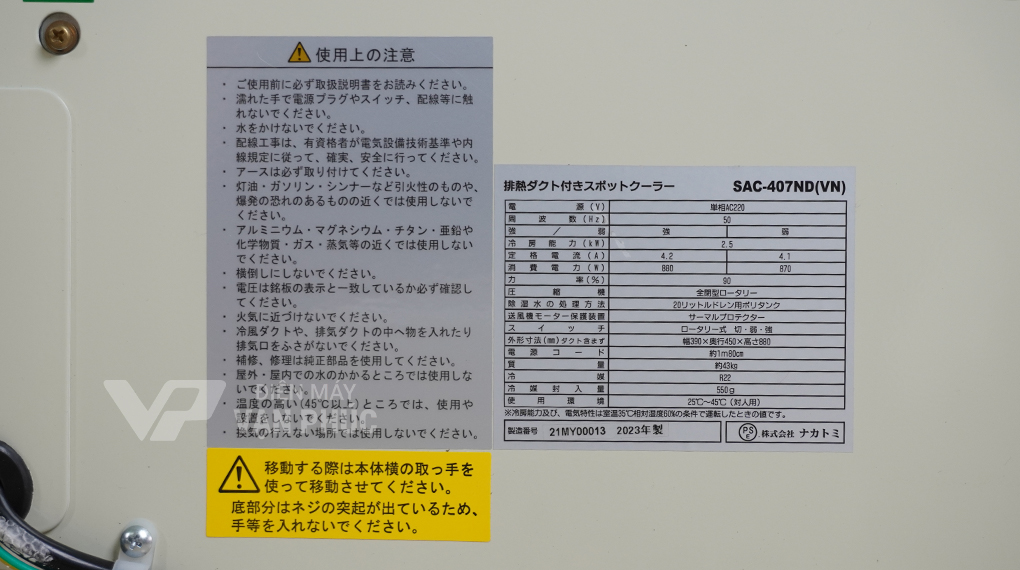 使用上の注意
・ ご使用前に必ず取扱説明書をお読みください。
・ 濡れた手で電源プラグやスイッチ、配線等に触
れないでください。
・ 水をかけないでください。
・ 配線工事は、有資格者が電気設備技術基準や内
線規定に従って、確実、安全に行ってください。
・ アースは必ず取り付けてください。
・ 灯油・ガソリン・シンナーなど引火性のものや、
爆発の恐れのあるものの近くでは使用しないで
ください。
・ アルミニウム・マグネシウム・チタン・亜鉛や
化学物質・ガス・蒸気等の近くでは使用しない
でください。
・ 横倒しにしないでください。
・ 電圧は銘板の表示と一致しているか必ず確認し
てください。
・ 火気に近づけないでください。
・ 冷風ダクトや、排気ダクトの中へ物を入れたり
排気口をふさがないでください。
・ 補修、修理は純正部品を使用してください。
・ 屋外・屋内での水のかかるところでは使用しな
いでください。
・ 温度の高い(45℃以上)ところでは、使用や
設置をしないでください。
・ 換気の行えない場所では使用しないでください。
移動する際は本体横の取っ手を
使って移動させてください。
底部分はネジの突起が出ているため、
手等を入れないでください。
排熱ダクト付きスポットクーラー SAC-407ND(VN)
電源(V) 単相AC220
周波数(Hz) 50
強/弱 強 弱
冷房能力(kW) 2.5
定格電流(A) 4.2 4.1
消費電力(W) 880 870
力率(%) 90
圧縮機 全閉型ロータリー
除湿水の処理方法 20リットルドレン用ポリタンク
送風機モーター保護装置 サーマルプロテクター
スイッチ ロータリー式 切・弱・強
外形寸法(㎜)ダクト含まず 幅390×奥行450×高さ880
電源コード 約1m80cm
質量 約43kg
冷媒 R22
冷媒封入量 550g
使用環境 25℃~45℃(対人用)
※冷房能力及び、電気特性は室温35℃相対湿度60%の条件で運転したときの値です。
製造番号 21MY00013 2023年製
PSE 株式会社 ナカトミ
VP ĐIỆN MÁY